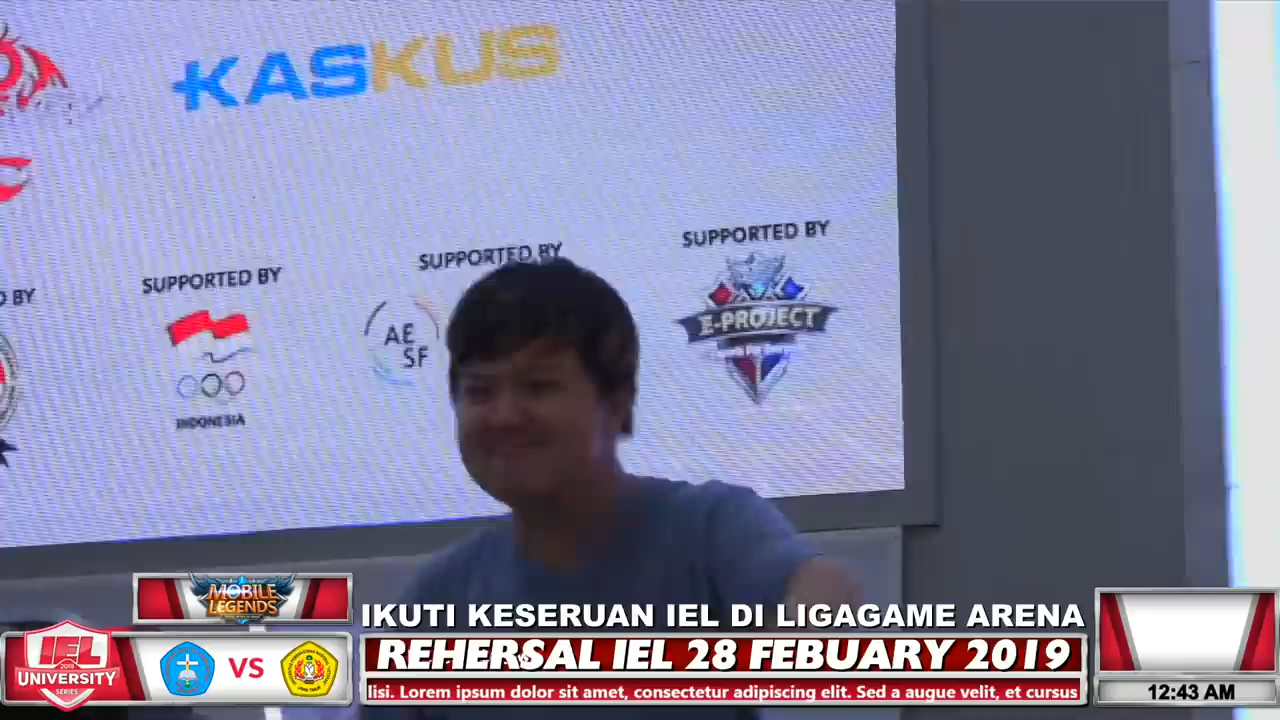 KASKUS
SUPPORTED BY
SUPPORTED BY
SUPPORTED BY
BY
AE
SF
E-PROJECT
INDONESIA
MOBILE
LEGENDS
IKUTI KESERUAN IEL DI LIGAGAME ARENA
IEL
2019
UNIVERSITY
SERIES
VS
REHERSAL IEL 28 FEBUARY 2019
lisi. Lorem ipsum dolor sit amet, consectetur adipiscing elit. Sed a augue velit, et cursus
12:43 AM